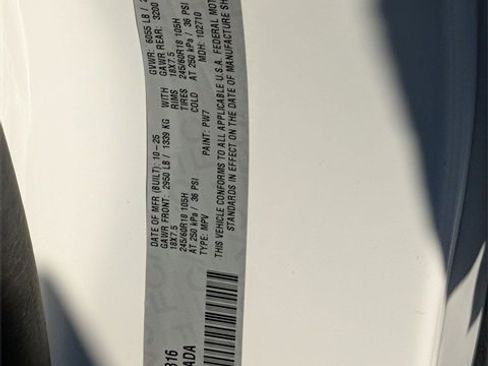 DATE OF MFR (BUILT): 10-25 GVWR: 6055 LB /
GAWR FRONT: 2950 LB / 1339 KG WITH GAWR REAR: 3200
18X7.5 RIMS 18X7.5
245/60R18 105H TIRES 245/60R18 105H
AT 250 kPa / 36 PSI COLD AT 250 kPa / 36 PSI
TYPE: MPV PAINT: PW7 MDH: 102710
THIS VEHICLE CONFORMS TO ALL APPLICABLE U.S.A. FEDERAL MOTO
STANDARDS IN EFFECT ON THE DATE OF MANUFACTURE SH
816
ADA